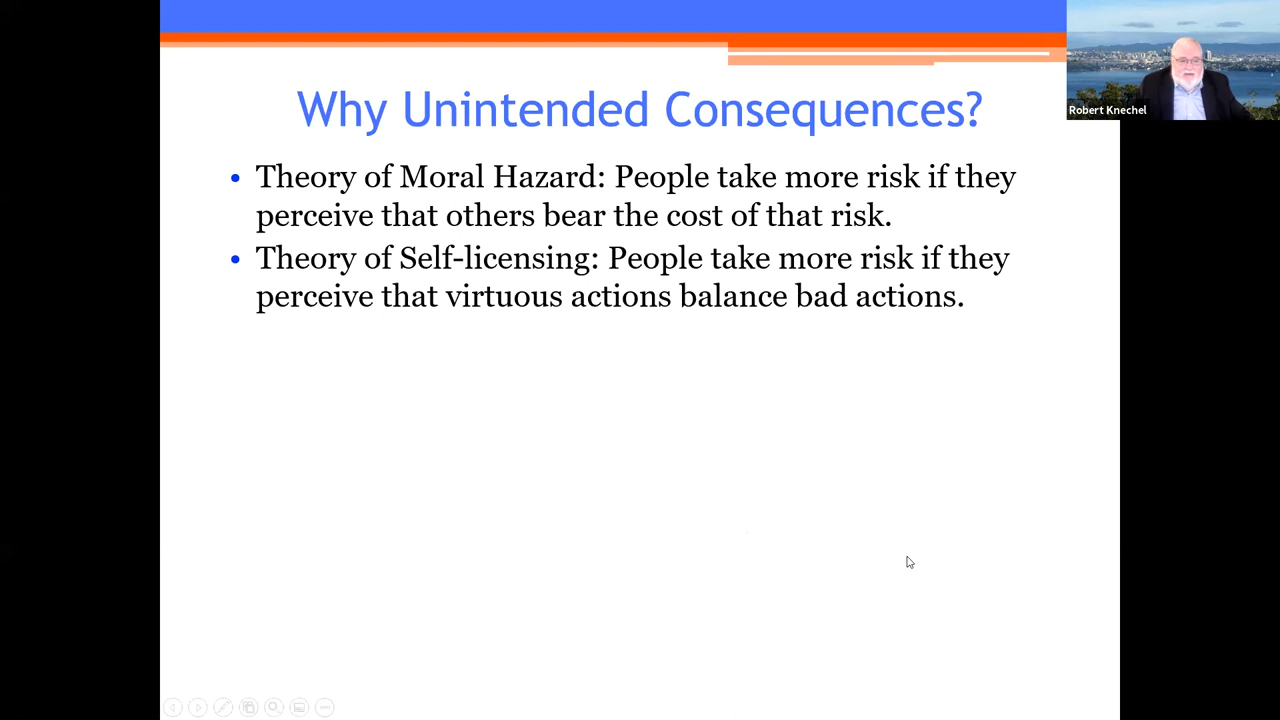 Why Unintended Consequences?
• Theory of Moral Hazard: People take more risk if they
perceive that others bear the cost of that risk.
• Theory of Self-licensing: People take more risk if they
perceive that virtuous actions balance bad actions.
Robert Knechel